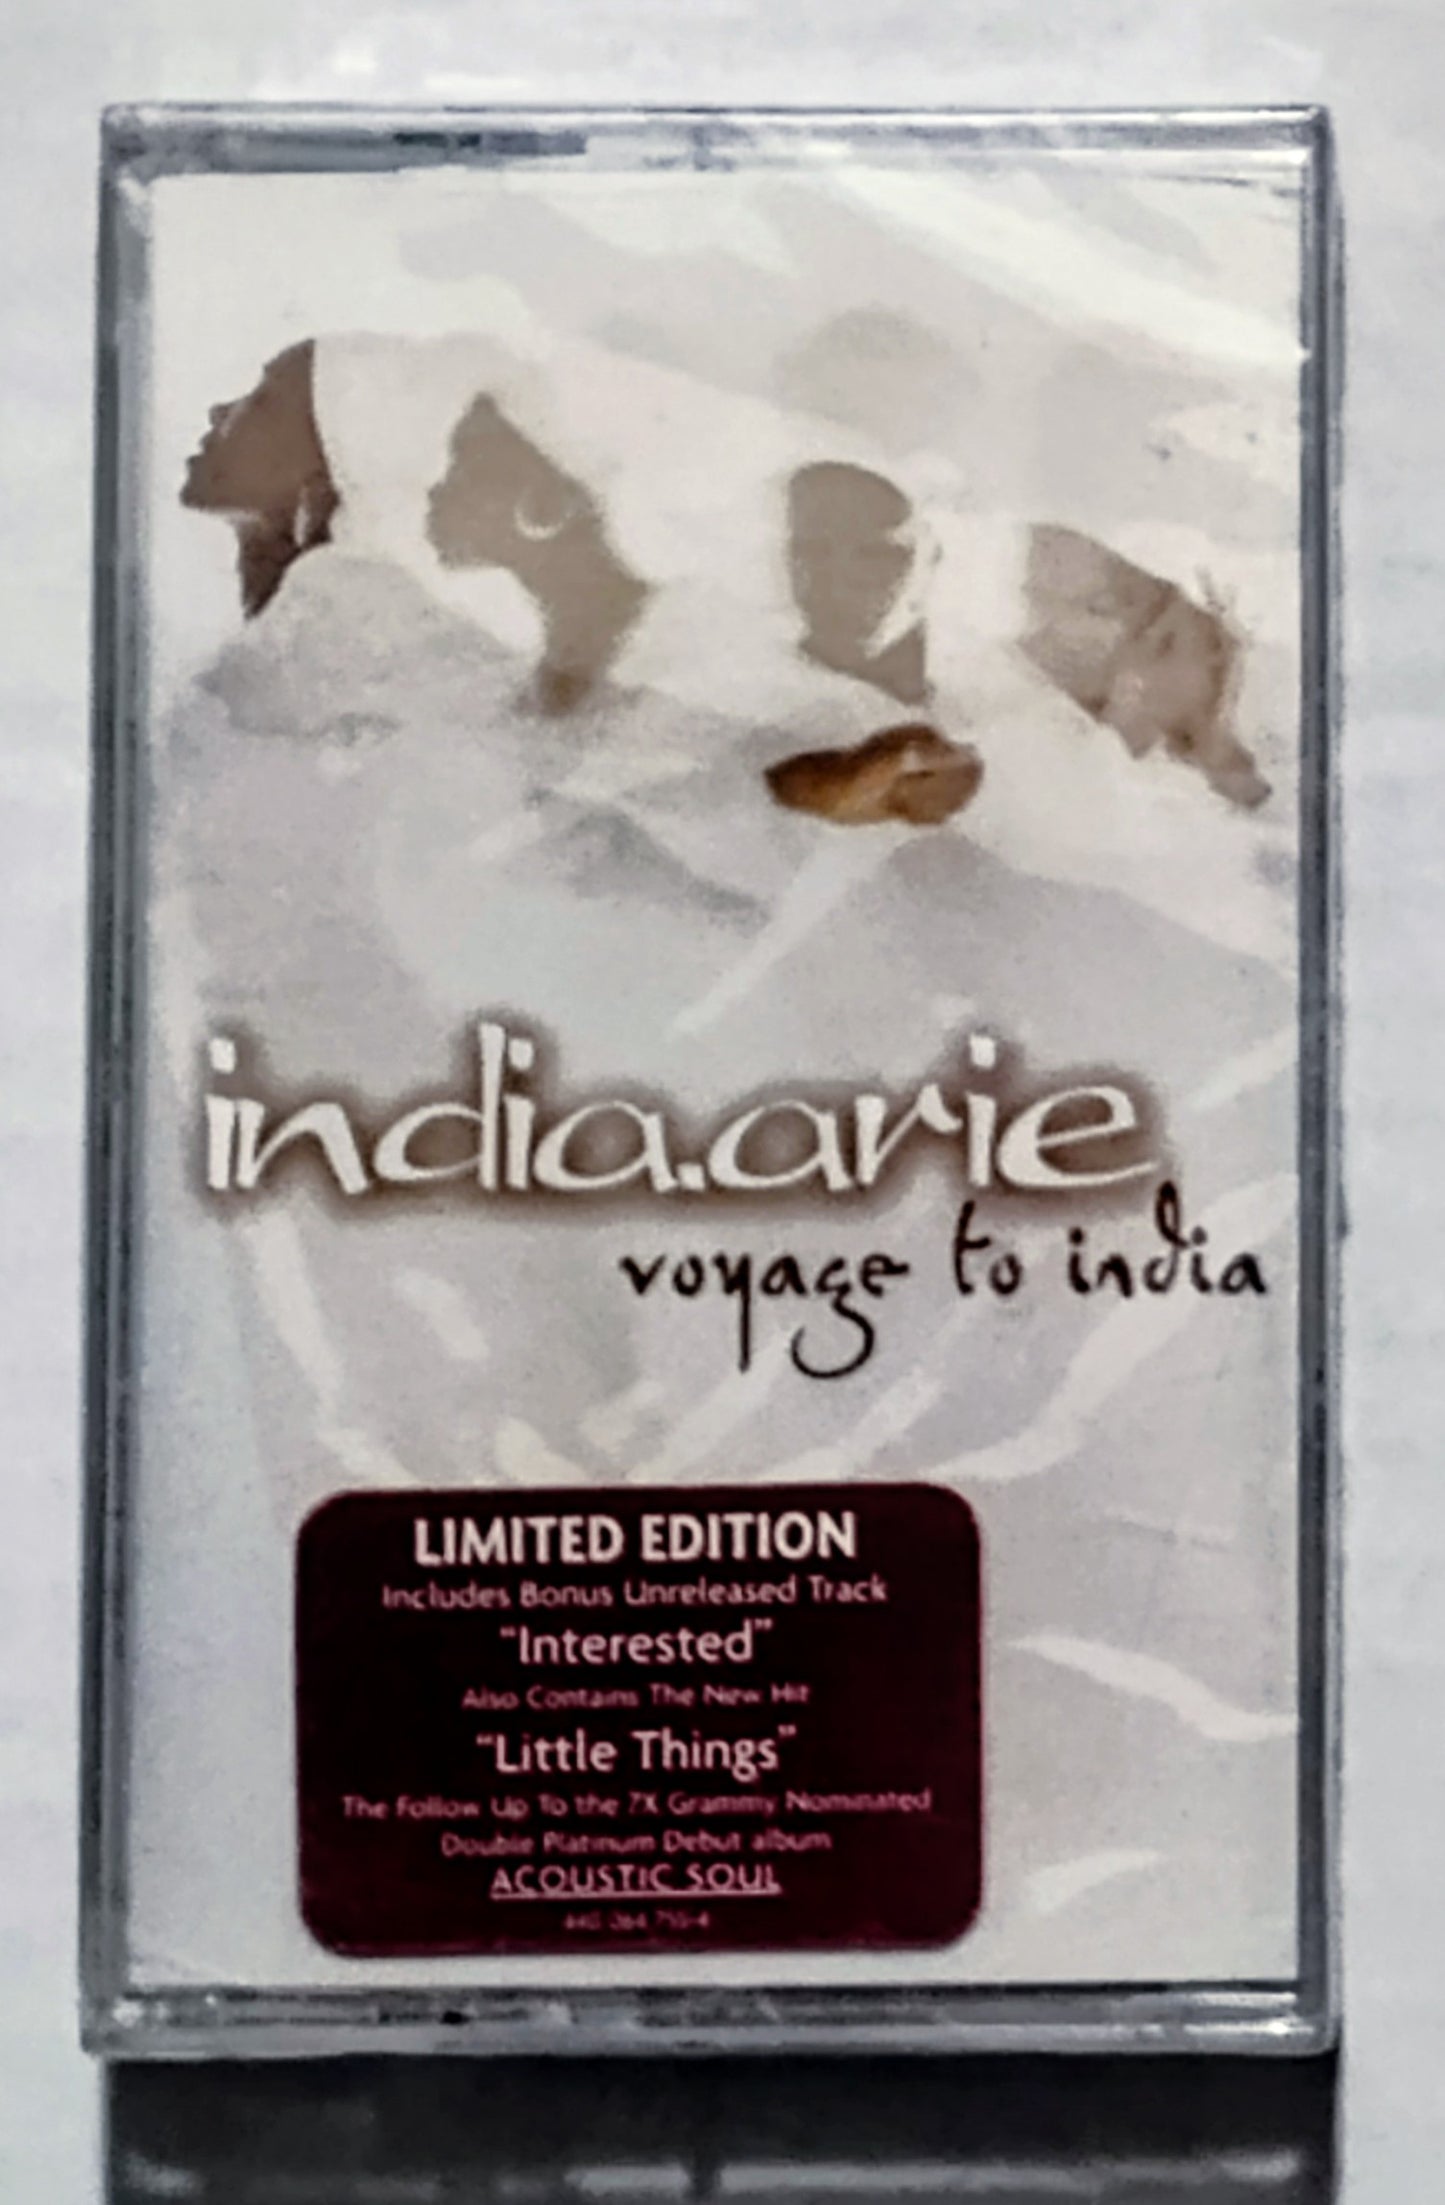 india.arie
voyage to india
LIMITED EDITION
Includes Bonus Unreleased Track
"Interested"
Also Contains The New Hit
"Little Things"
The Follow Up To the 7X Grammy Nominated
Double Platinum Debut album
ACOUSTIC SOUL